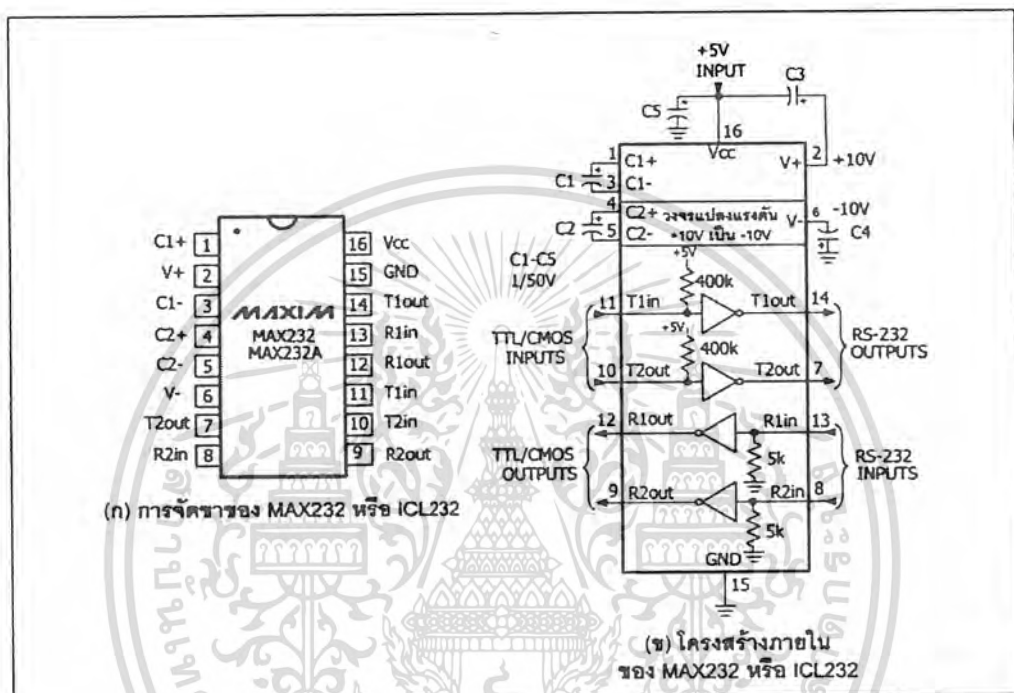 C1+ 1
V+ 2
C1- 3
C2+ 4
C2- 5
V- 6
T2out 7
R2in 8
MAXIM
MAX232
MAX232A
16 Vcc
15 GND
14 T1out
13 R1in
12 R1out
11 T1in
10 T2in
9 R2out
(ก) การจัดขาของ MAX232 หรือ ICL232
+5V
INPUT
C3
C5
16
Vcc
1
C1+
V+
2
+10V
C1
3
C1-
4
C2+
วงจรแปลงแรงดัน
V-
6
-10V
C2
5
C2-
+10V เป็น -10V
C4
C1-C5
1/50V
+5V
400k
11
T1in
T1out
14
TTL/CMOS
INPUTS
+5V
400k
RS-232
OUTPUTS
10
T2out
T2out
7
12
R1out
R1in
13
TTL/CMOS
OUTPUTS
5k
RS-232
INPUTS
9
R2out
R2in
8
5k
GND
15
(ข) โครงสร้างภายใน
ของ MAX232 หรือ ICL232